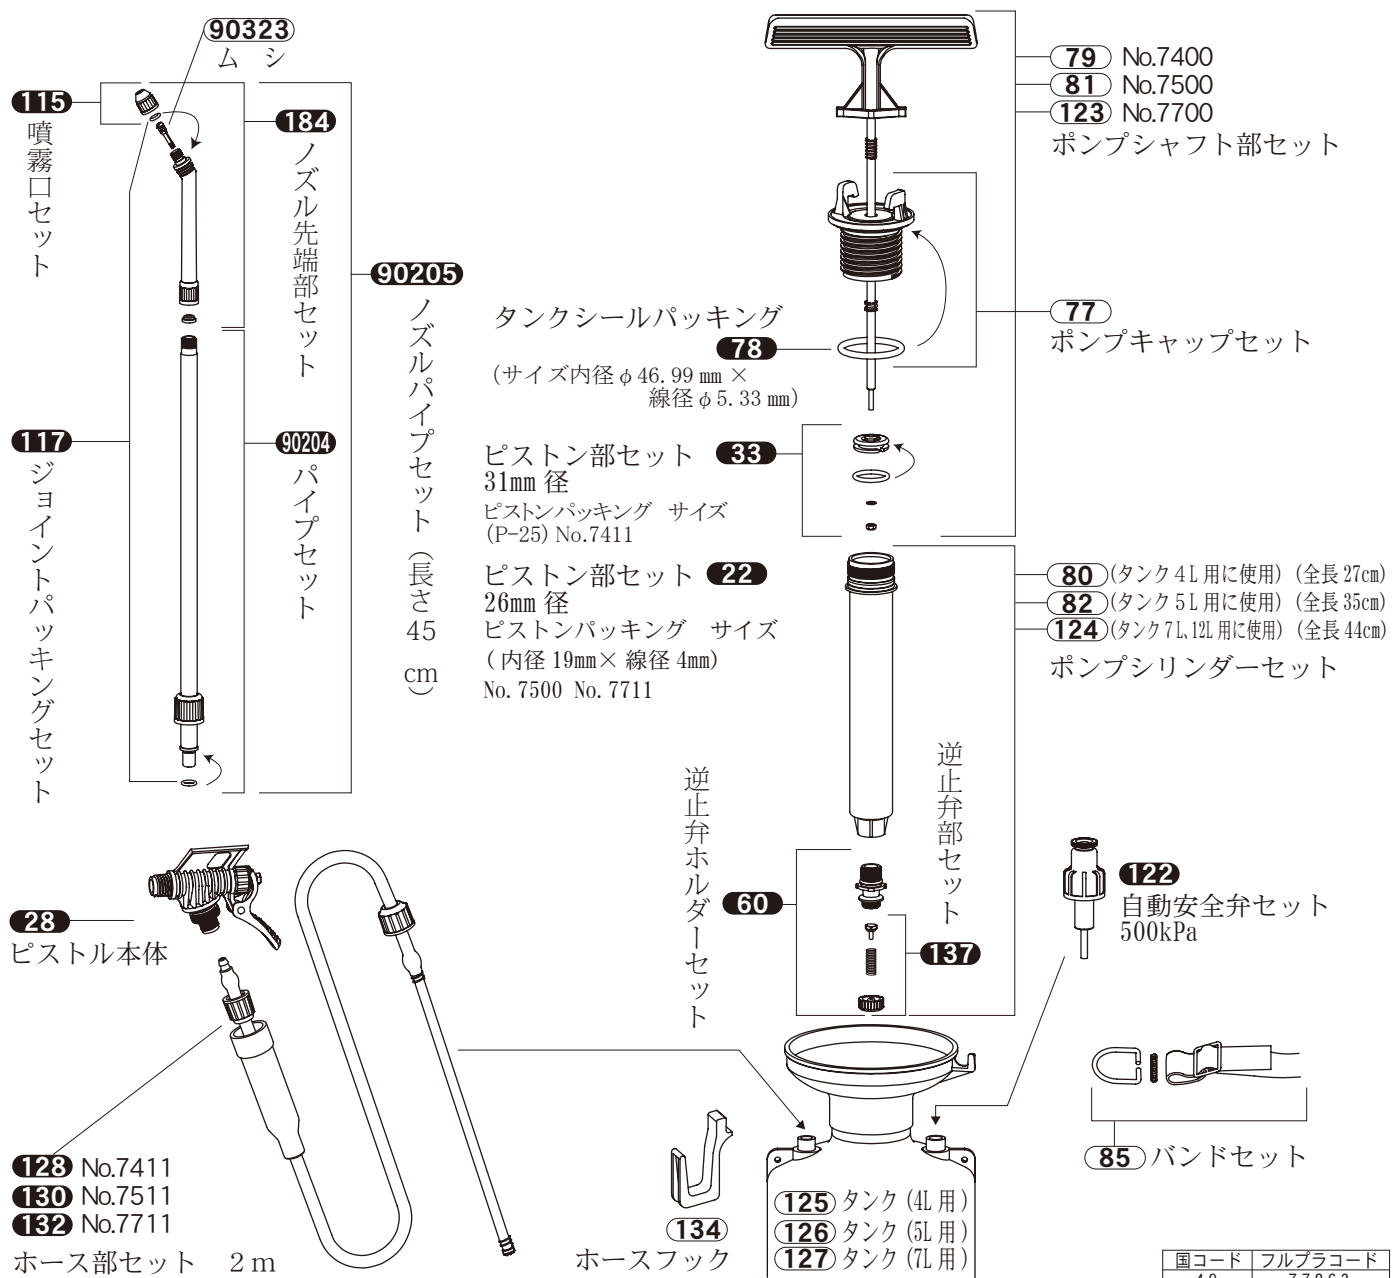 90323
ムシ
115
噴霧口セット
184
ノズル先端部セット
90205
ノズルパイプセット（長さ45cm）
117
ジョイントパッキングセット
90204
パイプセット
79 No.7400
81 No.7500
123 No.7700
ポンプシャフト部セット
77
ポンプキャップセット
タンクシールパッキング
78
(サイズ内径φ46.99㎜×
線径φ5.33㎜)
ピストン部セット 33
31㎜径
ピストンパッキング サイズ
(P-25) No.7411
ピストン部セット 22
26㎜径
ピストンパッキング サイズ
(内径19㎜×線径4㎜)
No.7500 No.7711
80 (タンク4L用に使用) (全長27㎝)
82 (タンク5L用に使用) (全長35㎝)
124 (タンク7L､12L用に使用) (全長44㎝)
ポンプシリンダーセット
逆止弁ホルダーセット
60
逆止弁部セット
137
122
自動安全弁セット
500kPa
28
ピストル本体
128 No.7411
130 No.7511
132 No.7711
ホース部セット 2m
134
ホースフック
125 タンク(4L用)
126 タンク(5L用)
127 タンク(7L用)
85 バンドセット
国コード フルプラコード